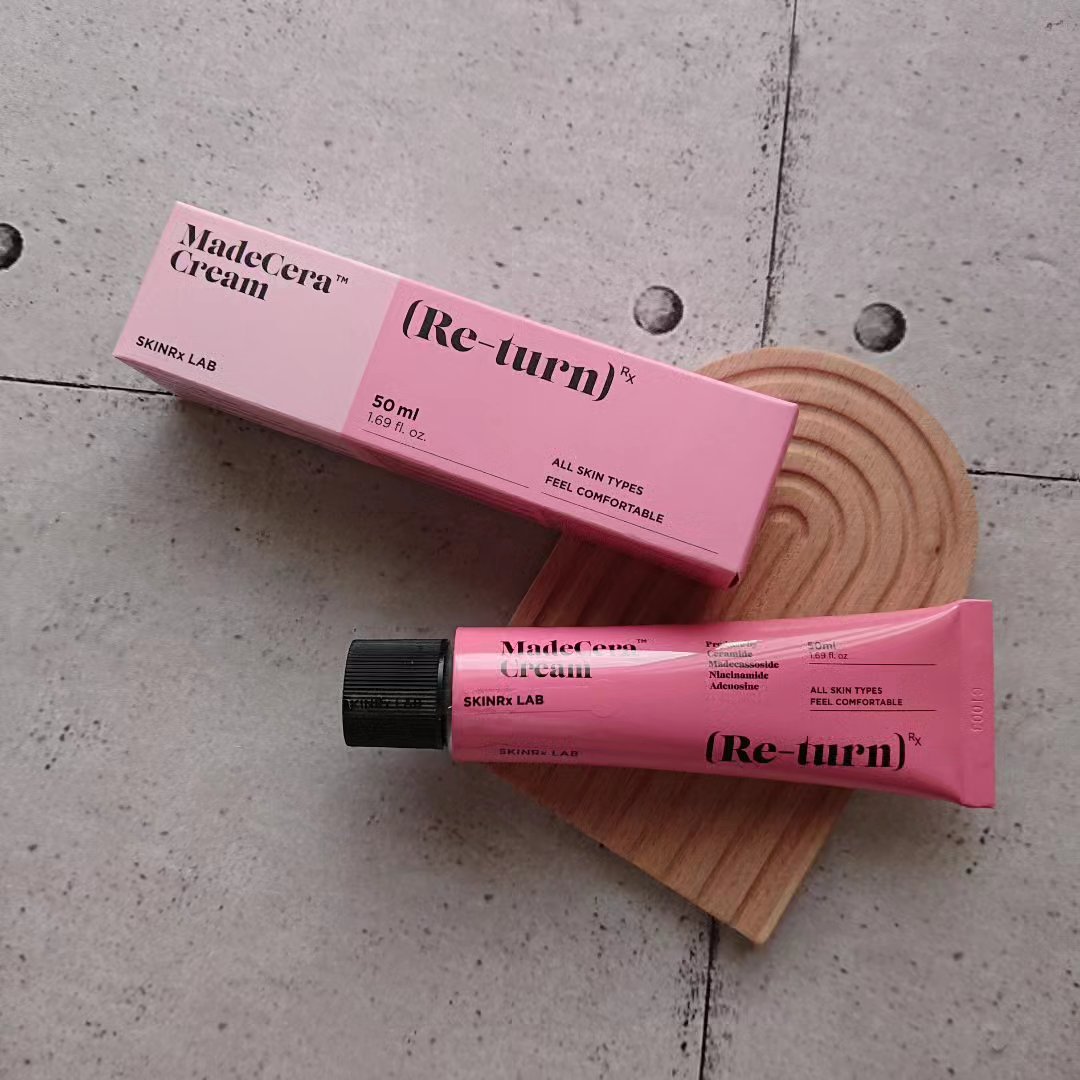 MadeCera™
Cream
SKINRx LAB
(Re-turn)Rx
50 ml
1.69 fl. oz.
ALL SKIN TYPES
FEEL COMFORTABLE
MadeCera™
Cream
SKINRx LAB
SKINRx LAB
Ceramide
Madecassoside
Niacinamide
Adenosine
50ml
1.69 fl. oz
ALL SKIN TYPES
FEEL COMFORTABLE
(Re-turn)Rx
SKINRx LAB